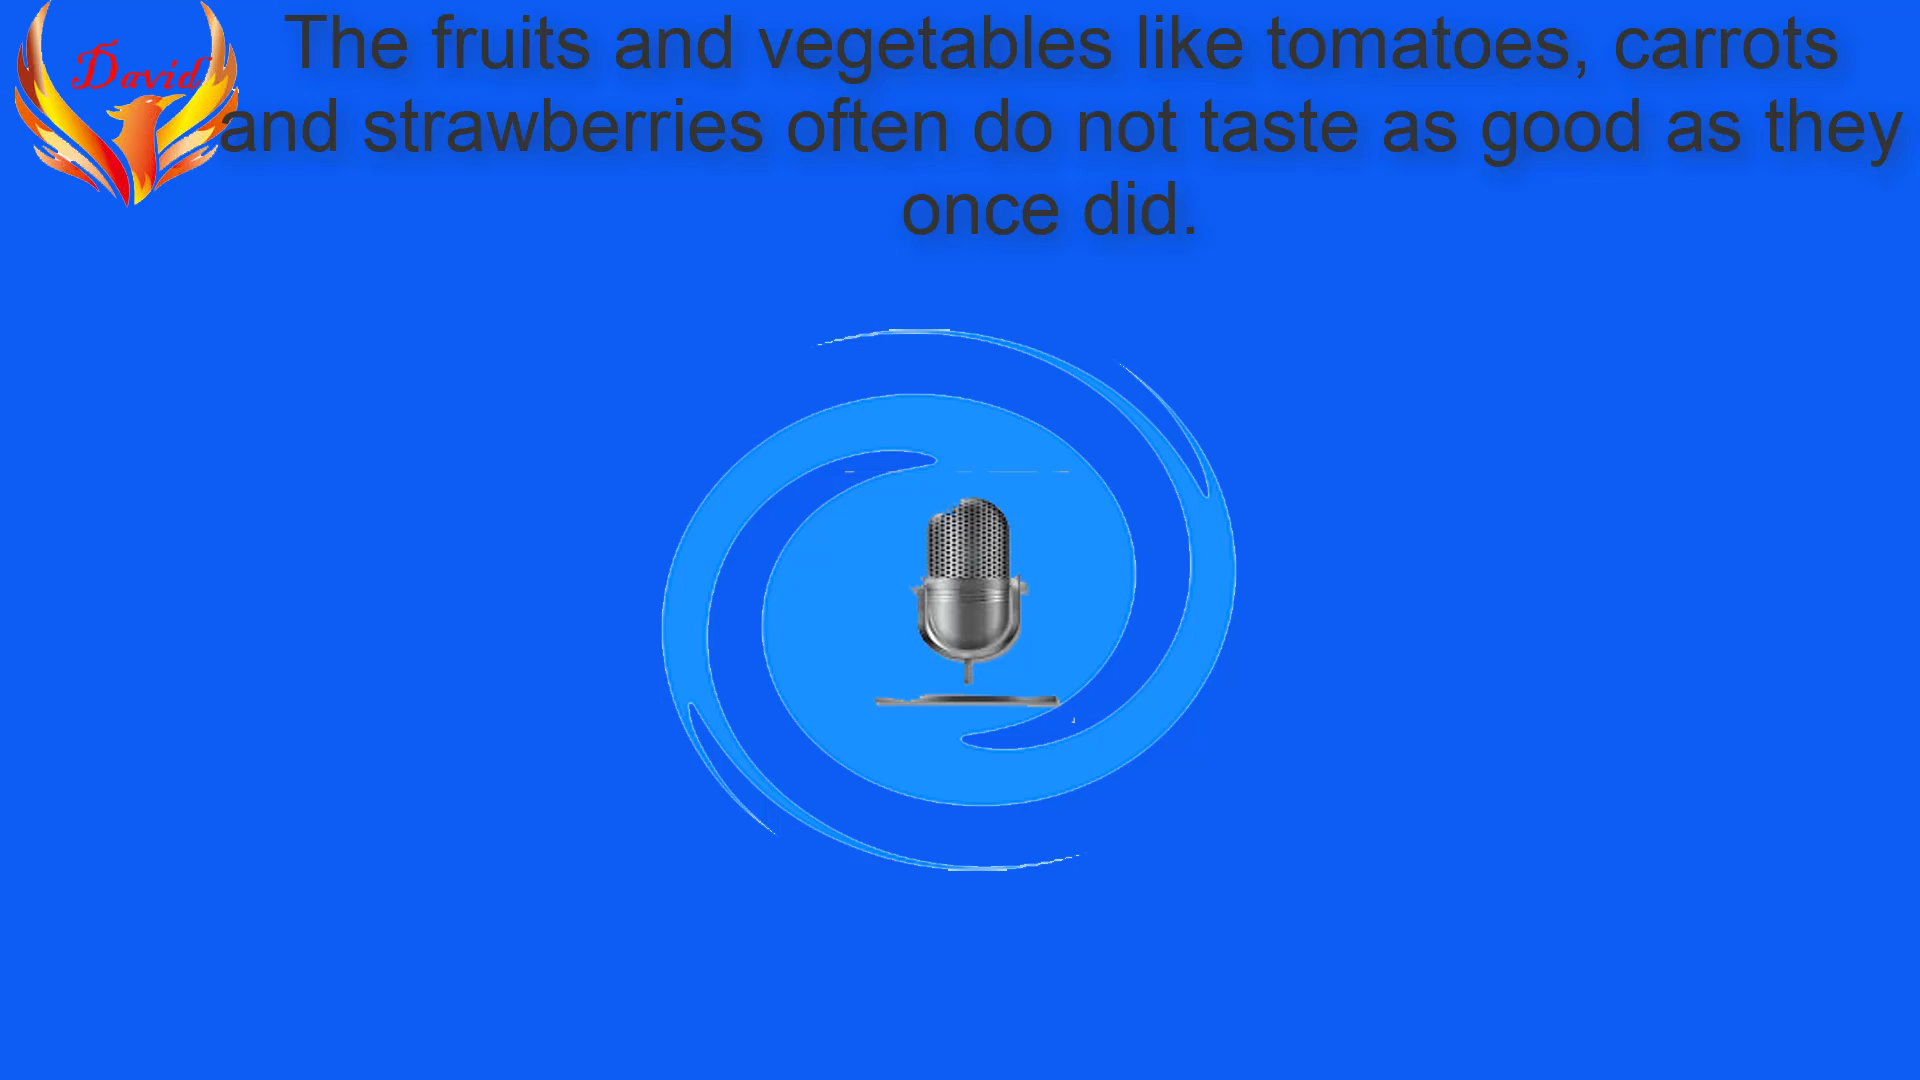 David
The fruits and vegetables like tomatoes, carrots
and strawberries often do not taste as good as they
once did.